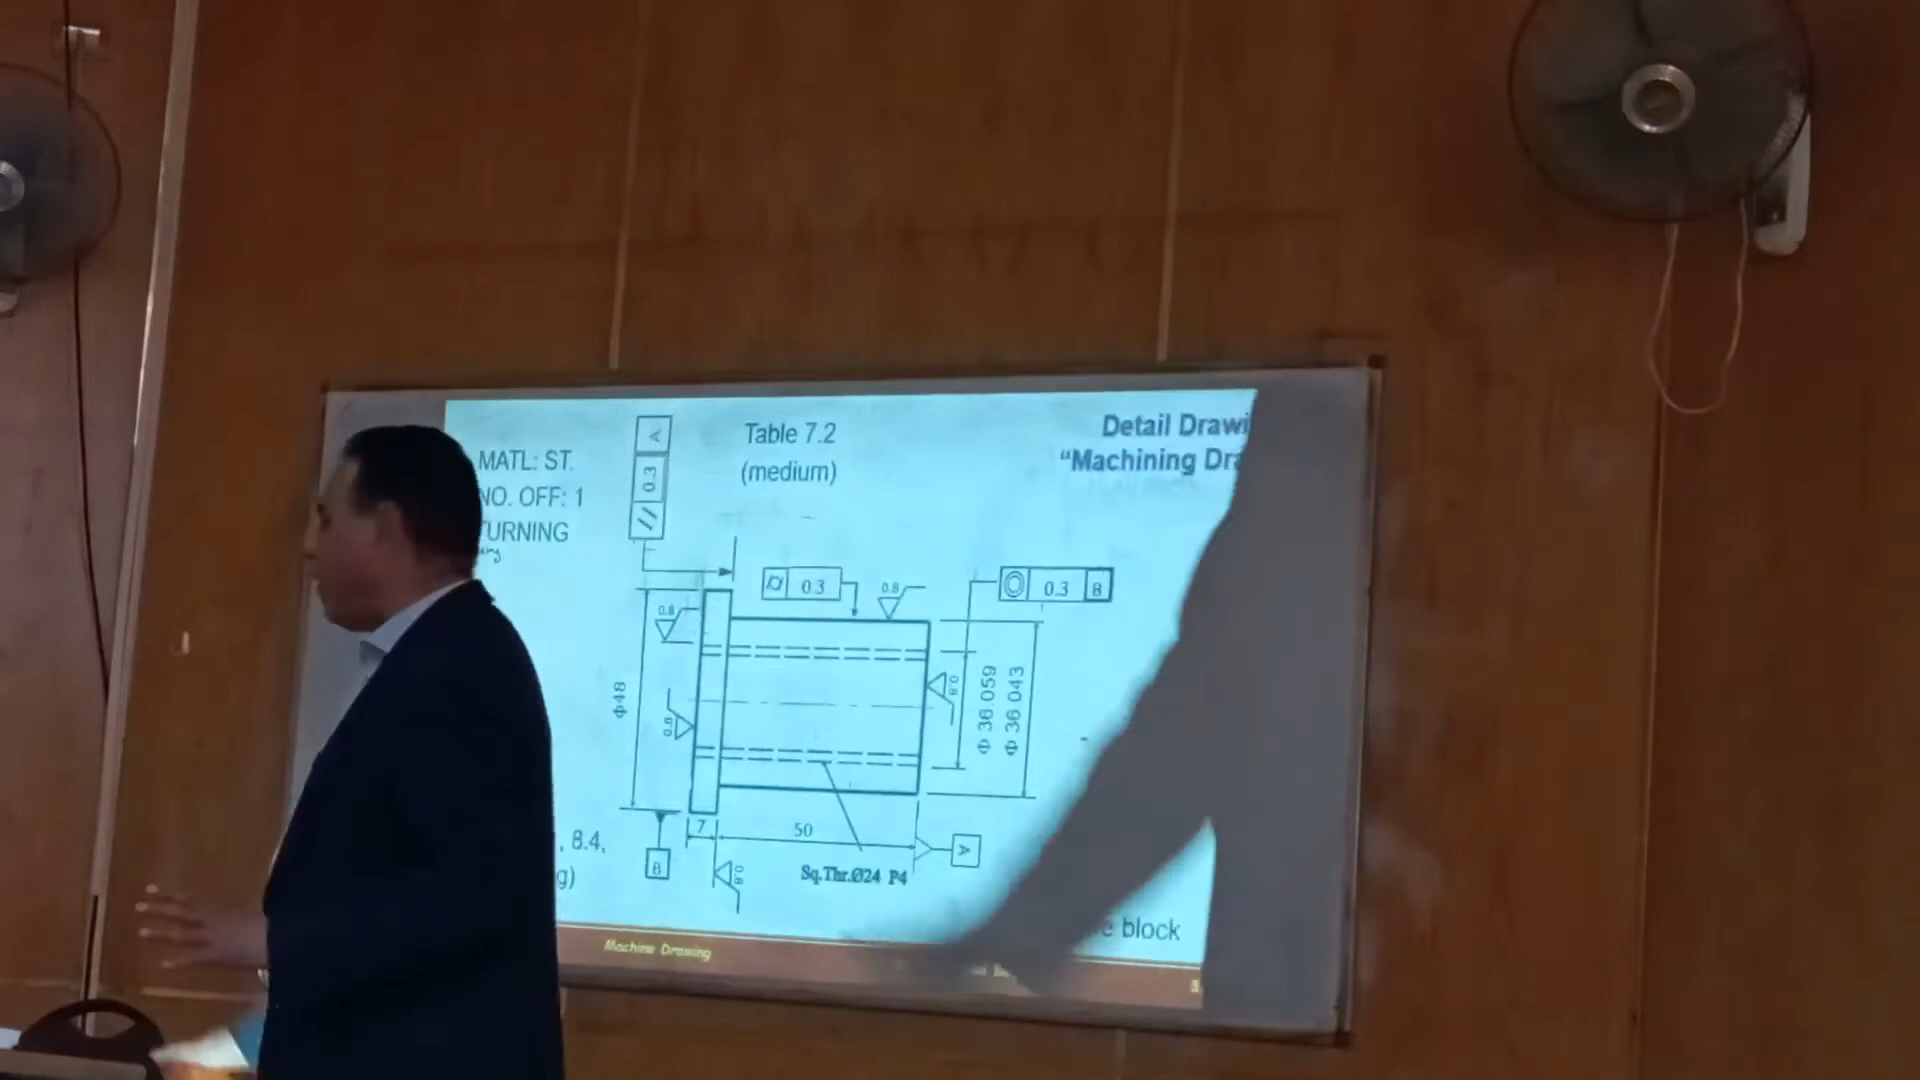 MATL: ST.
NO. OFF: 1
TURNING
A
0.3
//
Table 7.2
(medium)
Detail Drawi
“Machining Dra
0.3
0.8
0.3 B
0.8
Φ48
0.8
0.8
Φ 36.059
Φ 36 043
7
50
A
B
0.8
Sq.Thr.Ø24 P4
, 8.4,
g)
e block
Machine Drawing